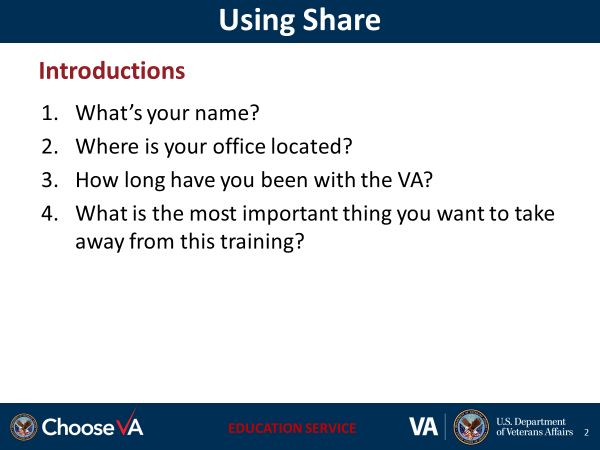 Using Share
Introductions
1. What's your name?
2. Where is your office located?
3. How long have you been with the VA?
4. What is the most important thing you want to take
away from this training?
Choose VA
EDUCATION SERVICE
VA
U.S. Department
of Veterans Affairs
2